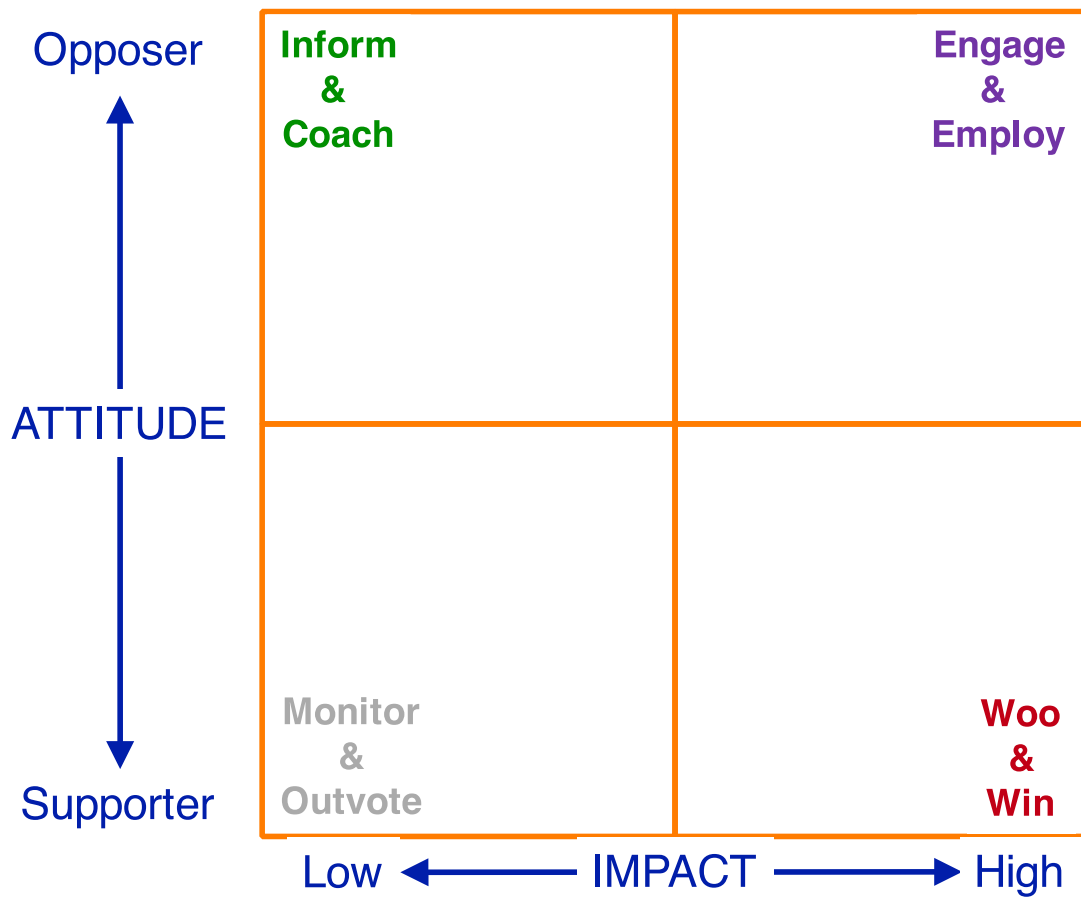 Opposer
Inform
&
Coach
Engage
&
Employ
ATTITUDE
Monitor
&
Outvote
Woo
&
Win
Supporter
Low
IMPACT
High